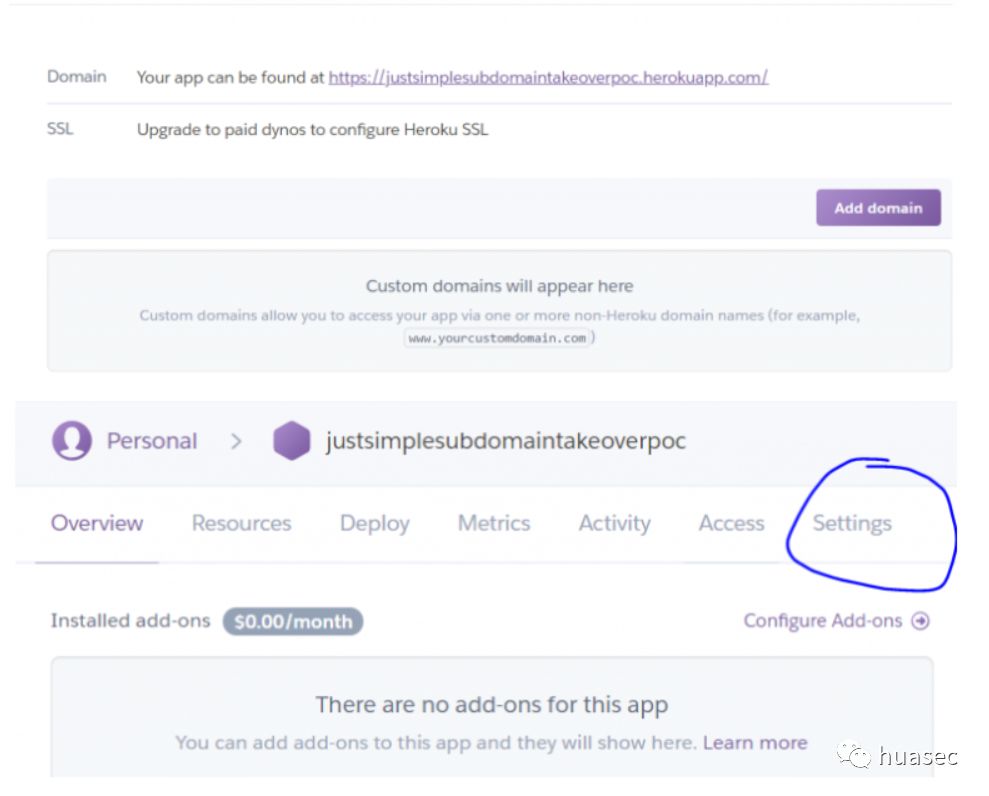 Domain Your app can be found at https://justsimplesubdomaintakeoverpoc.herokuapp.com/
SSL Upgrade to paid dynos to configure Heroku SSL
Add domain
Custom domains will appear here
Custom domains allow you to access your app via one or more non-Heroku domain names (for example,
www.yourcustomdomain.com )
Personal > justsimplesubdomaintakeoverpoc
Overview Resources Deploy Metrics Activity Access Settings
Installed add-ons $0.00/month Configure Add-ons
There are no add-ons for this app
You can add add-ons to this app and they will show here. Learn more
huasec